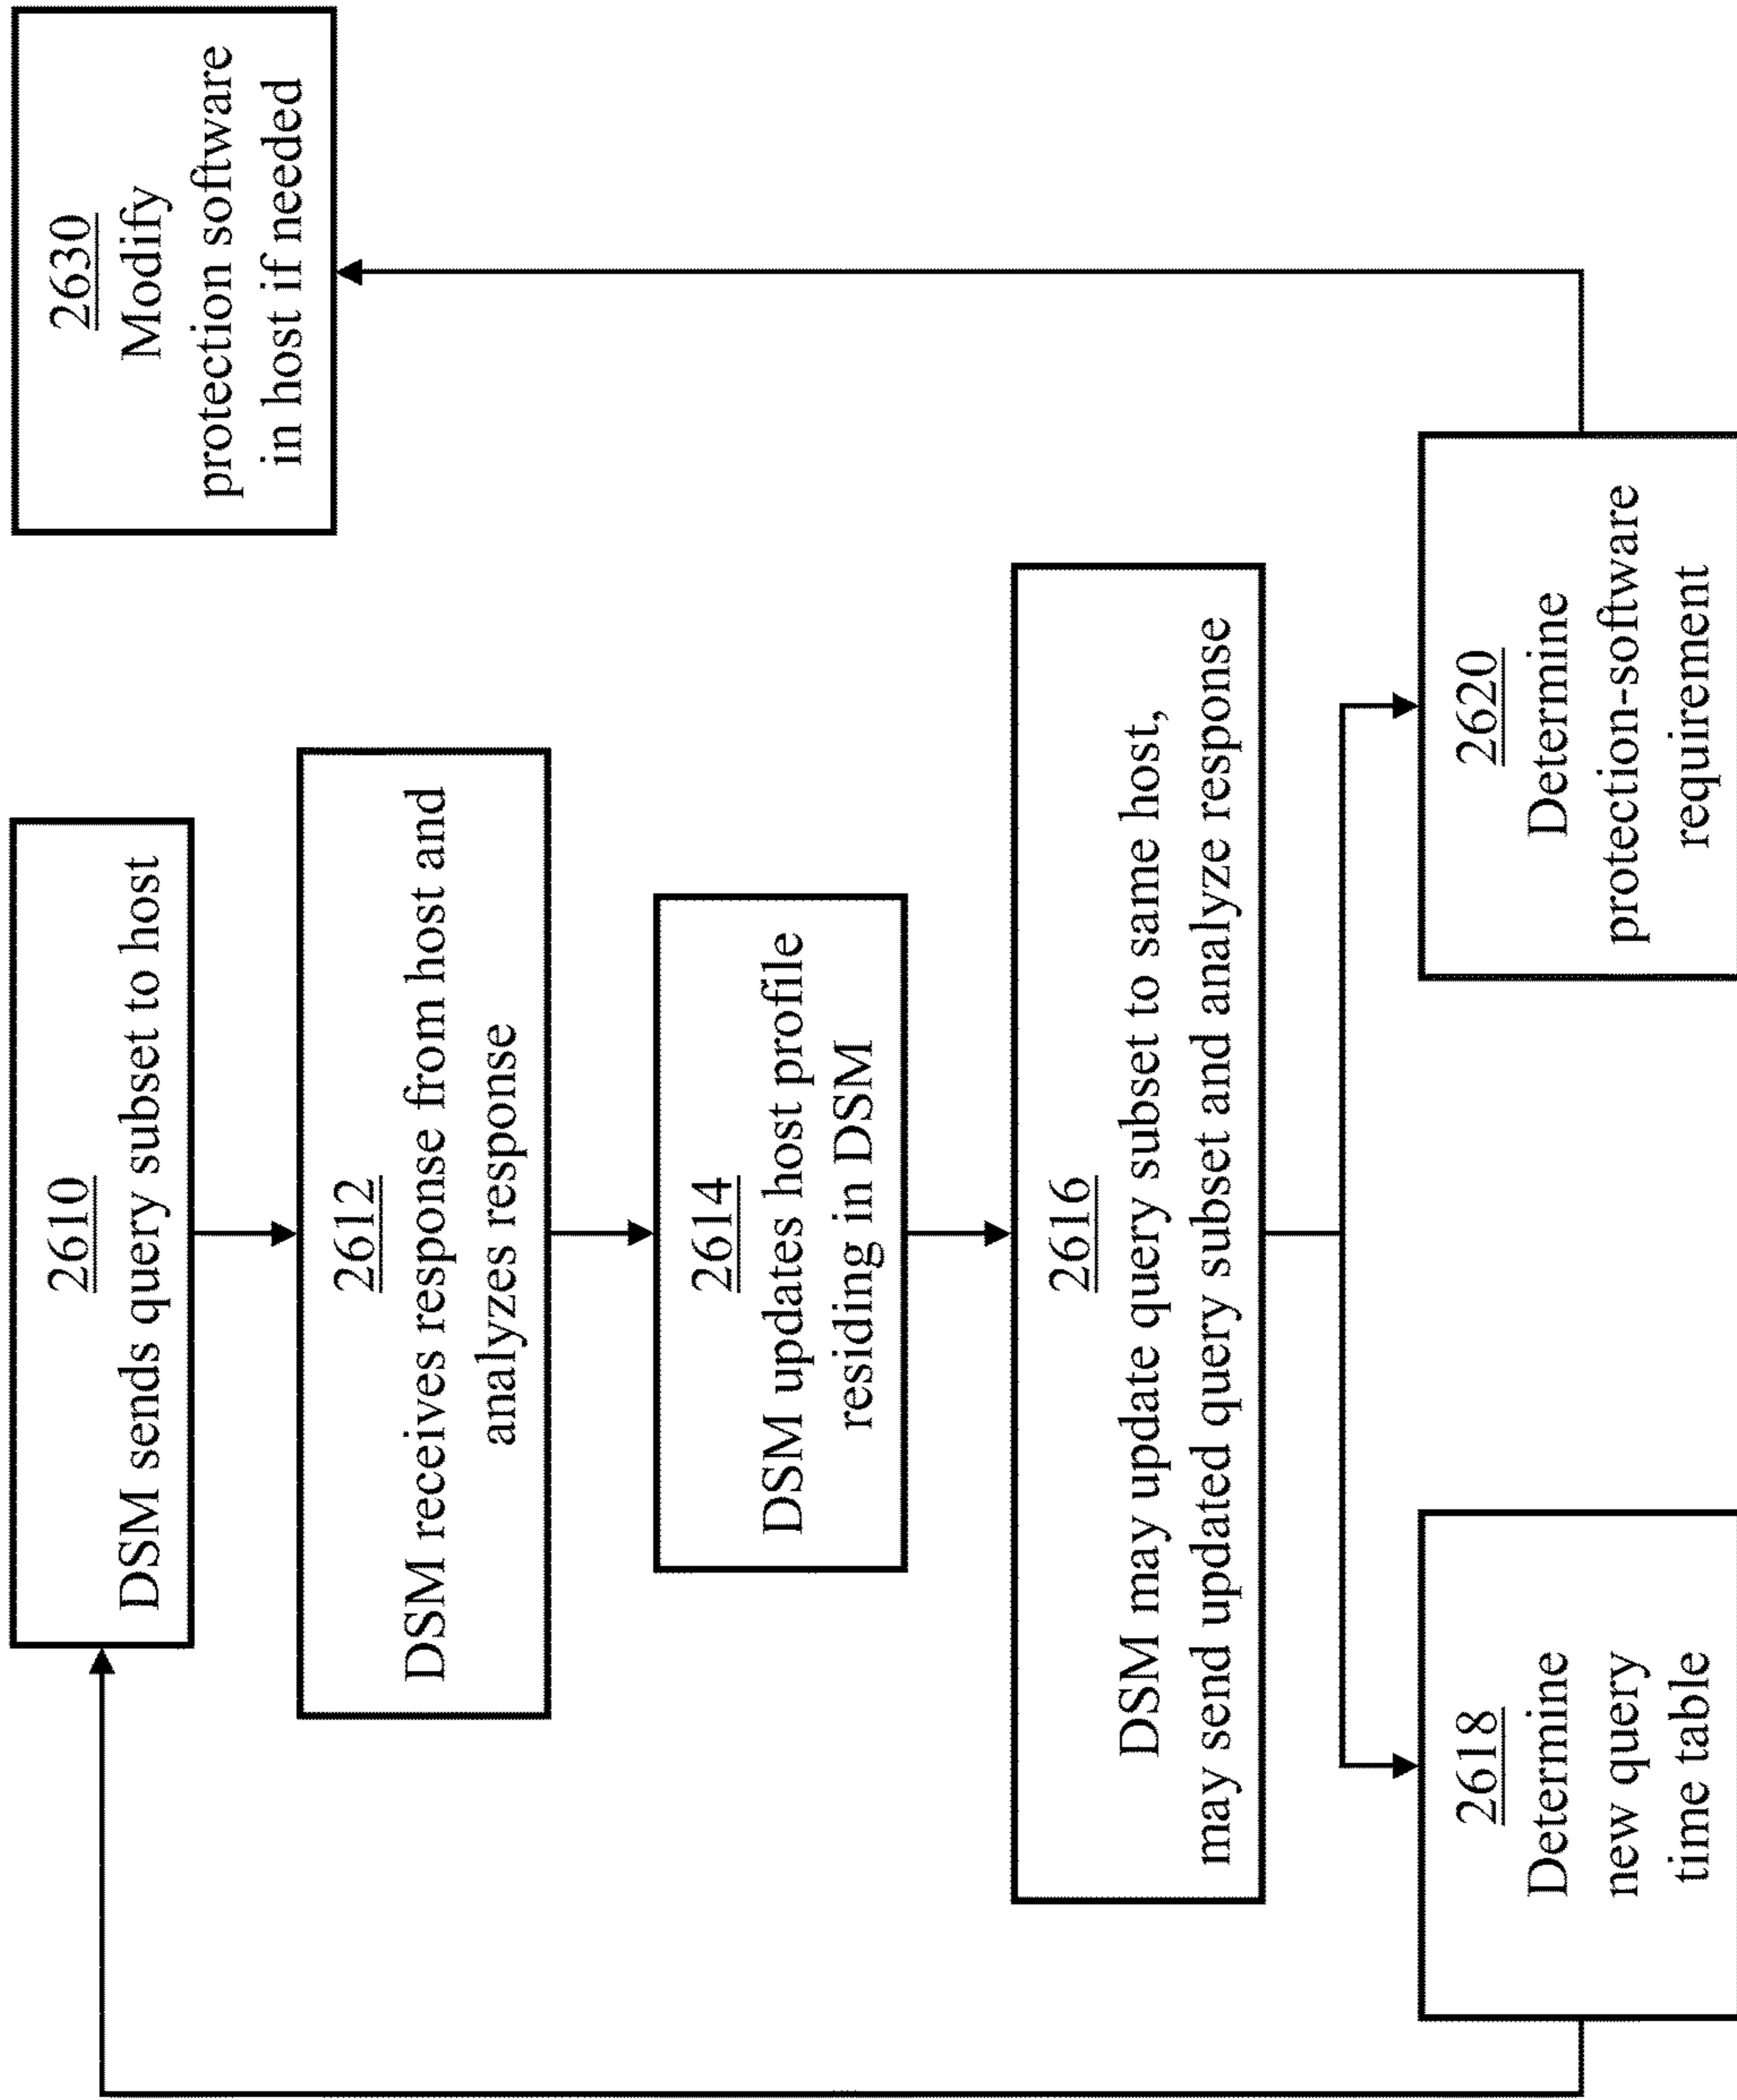 2610
DSM sends query subset to host
2612
DSM receives response from host and
analyzes response
2614
DSM updates host profile
residing in DSM
2616
DSM may update query subset to same host,
may send updated query subset and analyze response
2618
Determine
new query
time table
2620
Determine
protection-software
requirement
2630
Modify
protection software
in host if needed